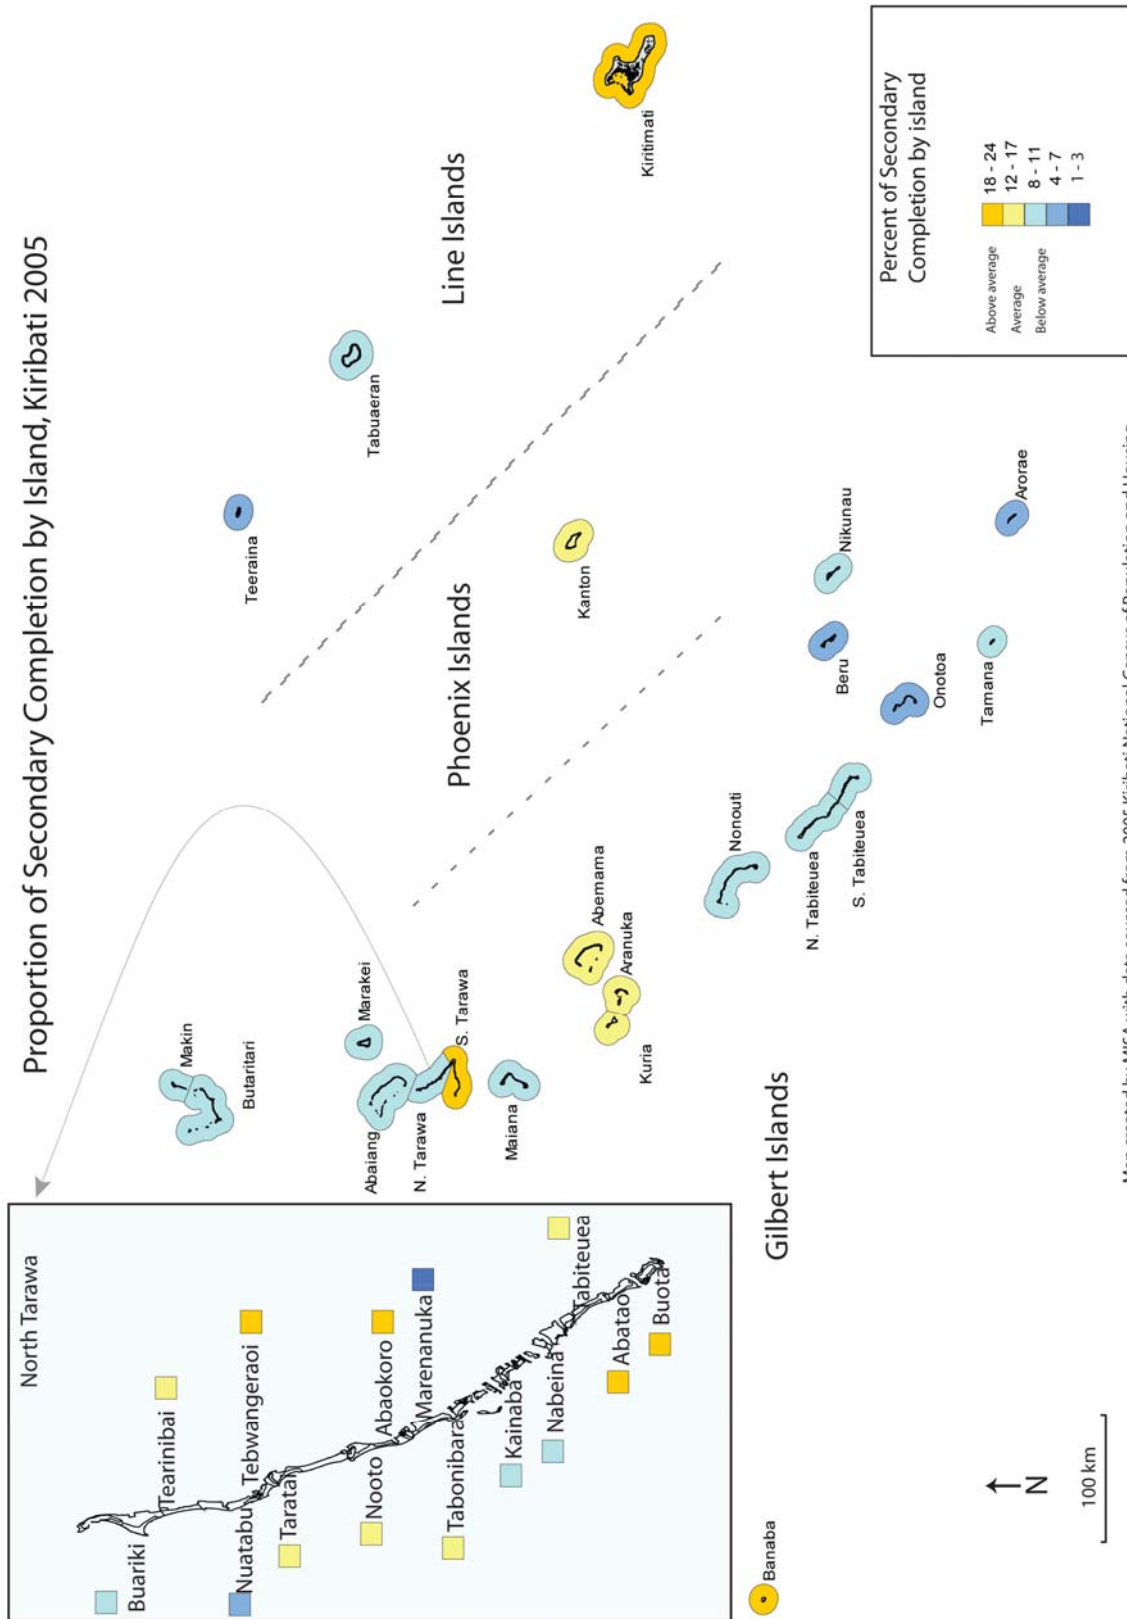 Proportion of Secondary Completion by Island, Kiribati 2005
North Tarawa
Buariki
Tearinibai
Nuatabu
Tebwangeraoi
Taratai
Nooto
Abaokoro
Marenanuka
Tabonibara
Kainaba
Nabeina
Tabiteuea
Abatao
Buota
Makin
Butaritari
Marakei
Abaiang
N. Tarawa
S. Tarawa
Maiana
Abemama
Aranuka
Kuria
Nonouti
N. Tabiteuea
S. Tabiteuea
Beru
Nikunau
Onotoa
Tamana
Arorae
Banaba
Gilbert Islands
Phoenix Islands
Kanton
Line Islands
Teeraina
Tabuaeran
Kiritimati
N
100 km
Percent of Secondary
Completion by island
Above average 18 - 24
Average 12 - 17
Below average 8 - 11
4 - 7
1 - 3